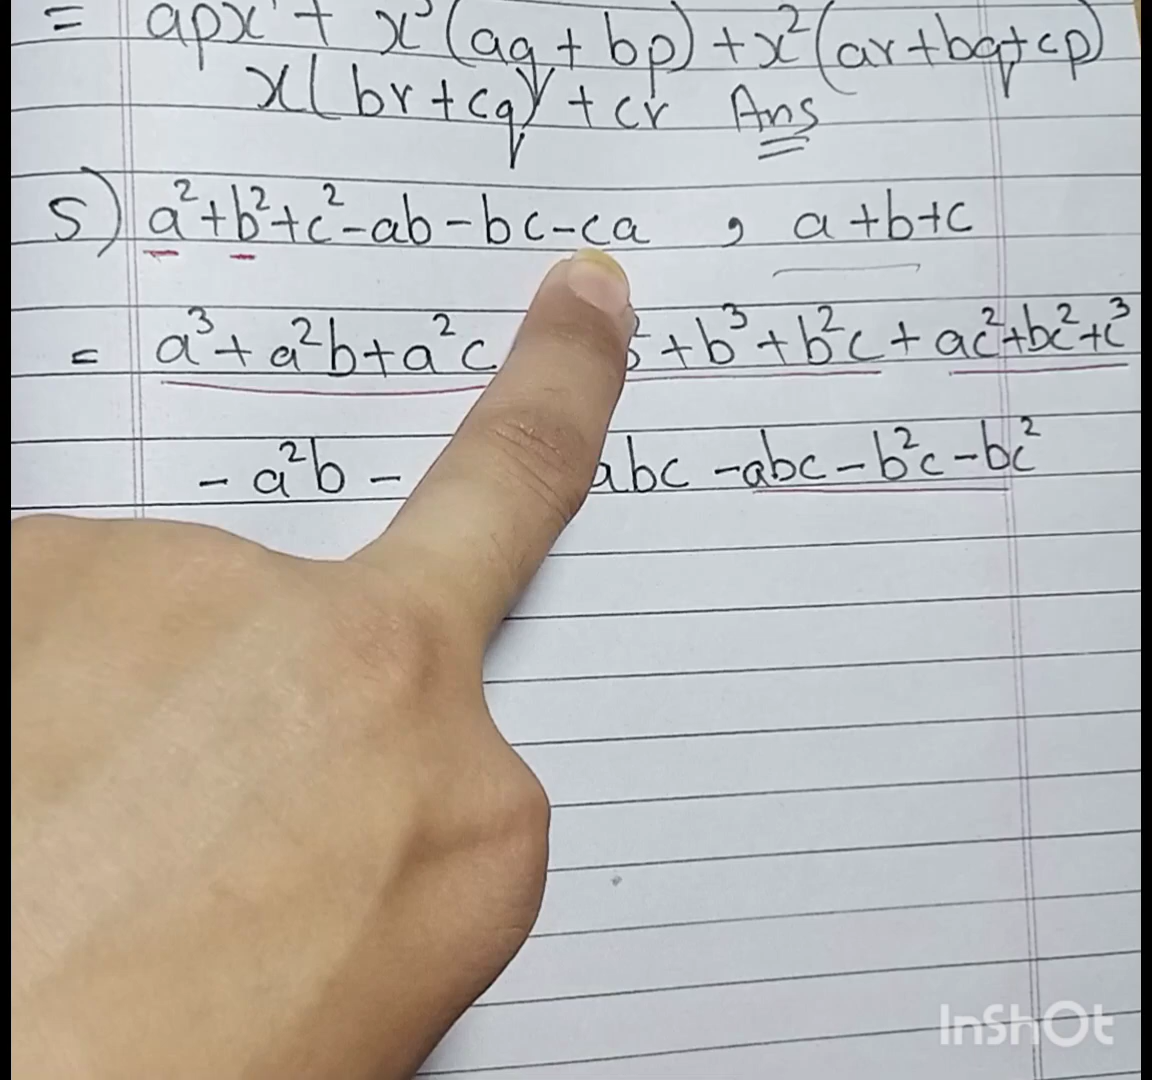 = apx⁴ + x³(aq + bp) + x²(ar+bq+cp)
x(br+cq) + cr Ans
5) a²+b²+c²-ab-bc-ca , a+b+c
= a³+a²b+a²c +b³+b²c+ac²+bc²+c³
-a²b- abc-abc-b²c-bc²
InShOt